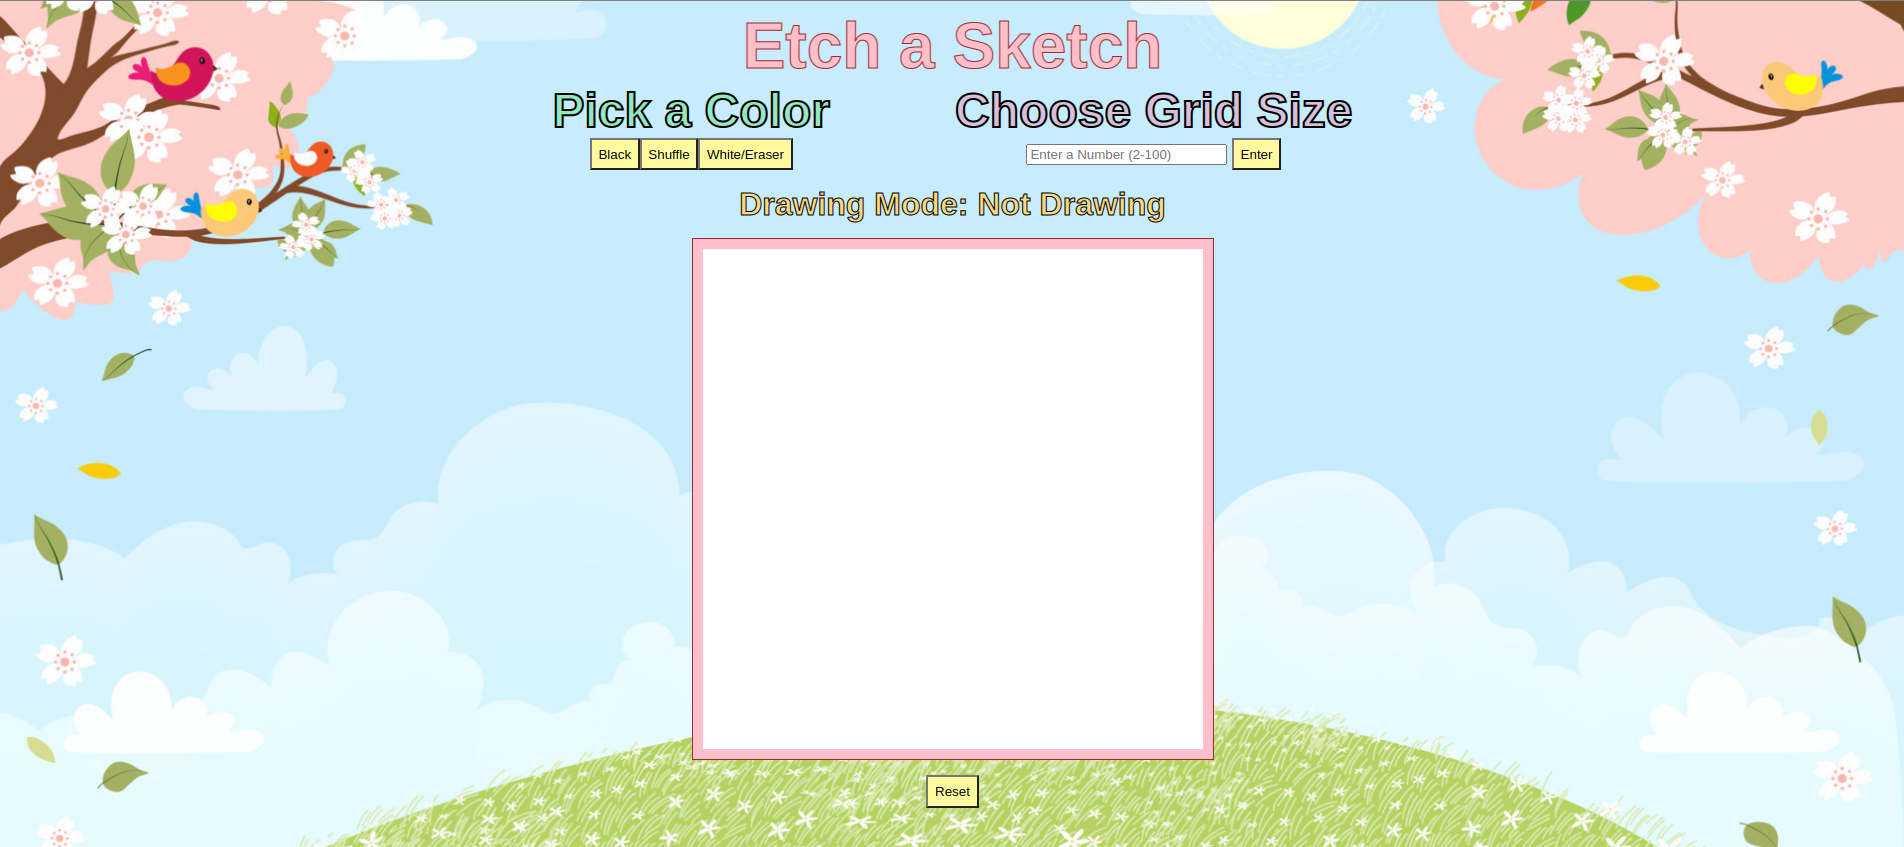 Etch a Sketch
Pick a Color
Choose Grid Size
Black Shuffle White/Eraser
Enter a Number (2-100) Enter
Drawing Mode: Not Drawing
Reset